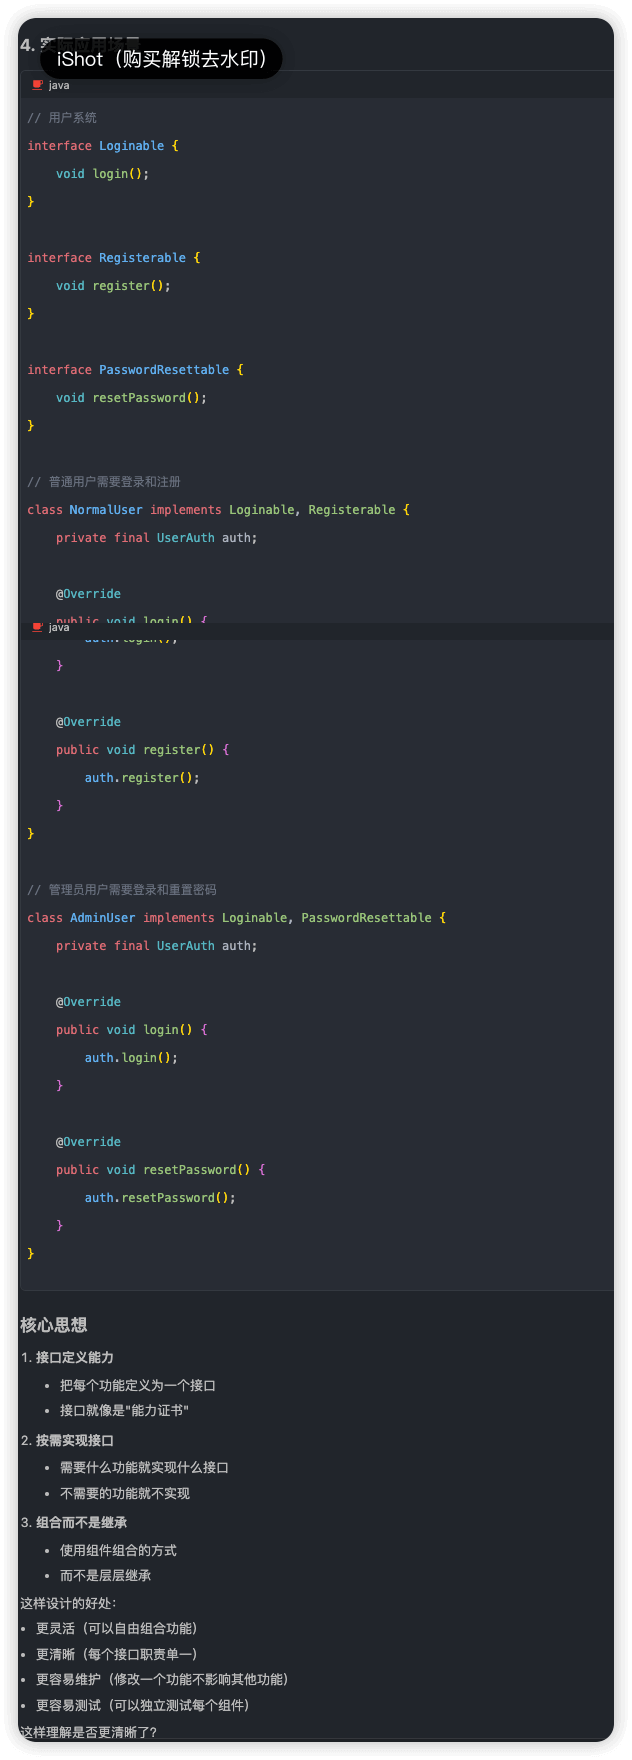 4. 实际应用场景
iShot（购买解锁去水印）
java
// 用户系统
interface Loginable {
void login();
}
interface Registerable {
void register();
}
interface PasswordResettable {
void resetPassword();
}
// 普通用户需要登录和注册
class NormalUser implements Loginable, Registerable {
private final UserAuth auth;
@Override
public void login() {
java
auth.login();
}
@Override
public void register() {
auth.register();
}
}
// 管理员用户需要登录和重置密码
class AdminUser implements Loginable, PasswordResettable {
private final UserAuth auth;
@Override
public void login() {
auth.login();
}
@Override
public void resetPassword() {
auth.resetPassword();
}
}
核心思想
1. 接口定义能力
• 把每个功能定义为一个接口
• 接口就像是"能力证书"
2. 按需实现接口
• 需要什么功能就实现什么接口
• 不需要的功能就不实现
3. 组合而不是继承
• 使用组件组合的方式
• 而不是层层继承
这样设计的好处：
• 更灵活（可以自由组合功能）
• 更清晰（每个接口职责单一）
• 更容易维护（修改一个功能不影响其他功能）
• 更容易测试（可以独立测试每个组件）
这样理解是否更清晰了？